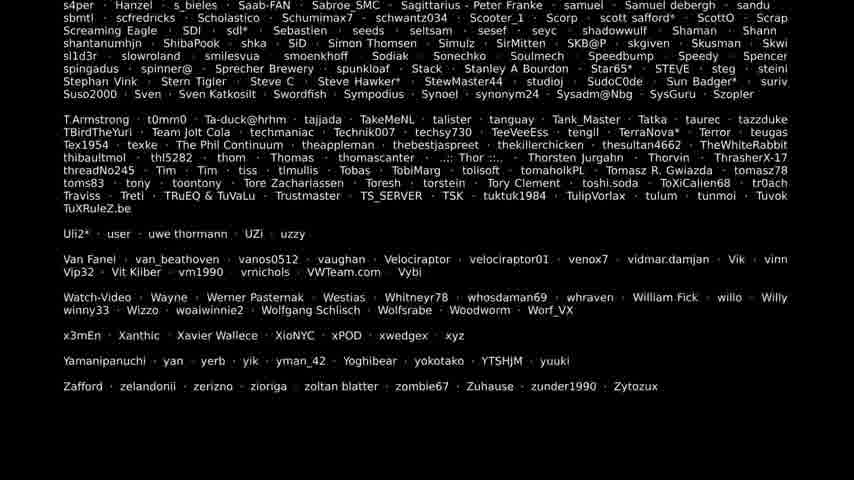 s4per · Hanzel · s_bieles · Saab-FAN · Sabroe_SMC · Sagittarius - Peter Franke · samuel · Samuel debergh · sandu
sbmtl · scfredricks · Scholastico · Schumimax7 · schwantz034 · Scooter_1 · Scorp · scott safford* · ScottO · Scrap
Screaming Eagle · SDI · sdl* · Sebastien · seeds · seltsam · sesef · seyc · shadowwulf · Shaman · Shann
shantanumhjn · ShibaPook · shka · SiD · Simon Thomsen · Simulz · SirMitten · SKB@P · skgiven · Skusman · Skwi
sl1d3r · slowroland · smilesvua · smoenkhoff · Sodiak · Sonechko · Soulmech · Speedbump · Speedy · Spencer
spingadus · spinner@ · Sprecher Brewery · spunkloaf · Stack · Stanley A Bourdon · Star65* · STE\/E · steg · steini
Stephan Vink · Stern Tigler · Steve C · Steve Hawker* · StewMaster44 · studioj · SudoC0de · Sun Badger* · suriv
Suso2000 · Sven · Sven Katkosilt · Swordfish · Sympodius · Synoel · synonym24 · Sysadm@Nbg · SysGuru · Szopler
T.Armstrong · t0mm0 · Ta-duck@hrhm · tajjada · TakeMeNL · talister · tanguay · Tank_Master · Tatka · taurec · tazzduke
TBirdTheYuri · Team Jolt Cola · techmaniac · Technik007 · techsy730 · TeeVeeEss · tengll · TerraNova* · Terror · teugas
Tex1954 · texke · The Phil Continuum · theappleman · thebestjaspreet · thekillerchicken · thesultan4662 · TheWhiteRabbit
thibaultmol · thl5282 · thom · Thomas · thomascanter · ..:: Thor ::.. · Thorsten Jurgahn · Thorvin · ThrasherX-17
threadNo245 · Tim · Tim · tiss · tlmullis · Tobas · TobiMarg · tolisoft · tomaholkPL · Tomasz R. Gwiazda · tomasz78
toms83 · tony · toontony · Tore Zachariassen · Toresh · torstein · Tory Clement · toshi.soda · ToXiCalien68 · tr0ach
Traviss · Treti · TRuEQ & TuVaLu · Trustmaster · TS_SERVER · TSK · tuktuk1984 · TulipVorlax · tulum · tunmoi · Tuvok
TuXRuleZ.be
Uli2* · user · uwe thormann · UZi · uzzy
Van Fanel · van_beathoven · vanos0512 · vaughan · Velociraptor · velociraptor01 · venox7 · vidmar.damjan · Vik · vinn
Vip32 · Vit Kliber · vm1990 · vrnichols · VWTeam.com · Vybi
Watch-Video · Wayne · Werner Pasternak · Westias · Whitneyr78 · whosdaman69 · whraven · William Fick · willo · Willy
winny33 · Wizzo · woaiwinnie2 · Wolfgang Schlisch · Wolfsrabe · Woodworm · Worf_VX
x3mEn · Xanthic · Xavier Wallece · XioNYC · xPOD · xwedgex · xyz
Yamanipanuchi · yan · yerb · yik · yman_42 · Yoghibear · yokotako · YTSHJM · yuuki
Zafford · zelandonii · zerizno · zioriga · zoltan blatter · zombie67 · Zuhause · zunder1990 · Zytozux